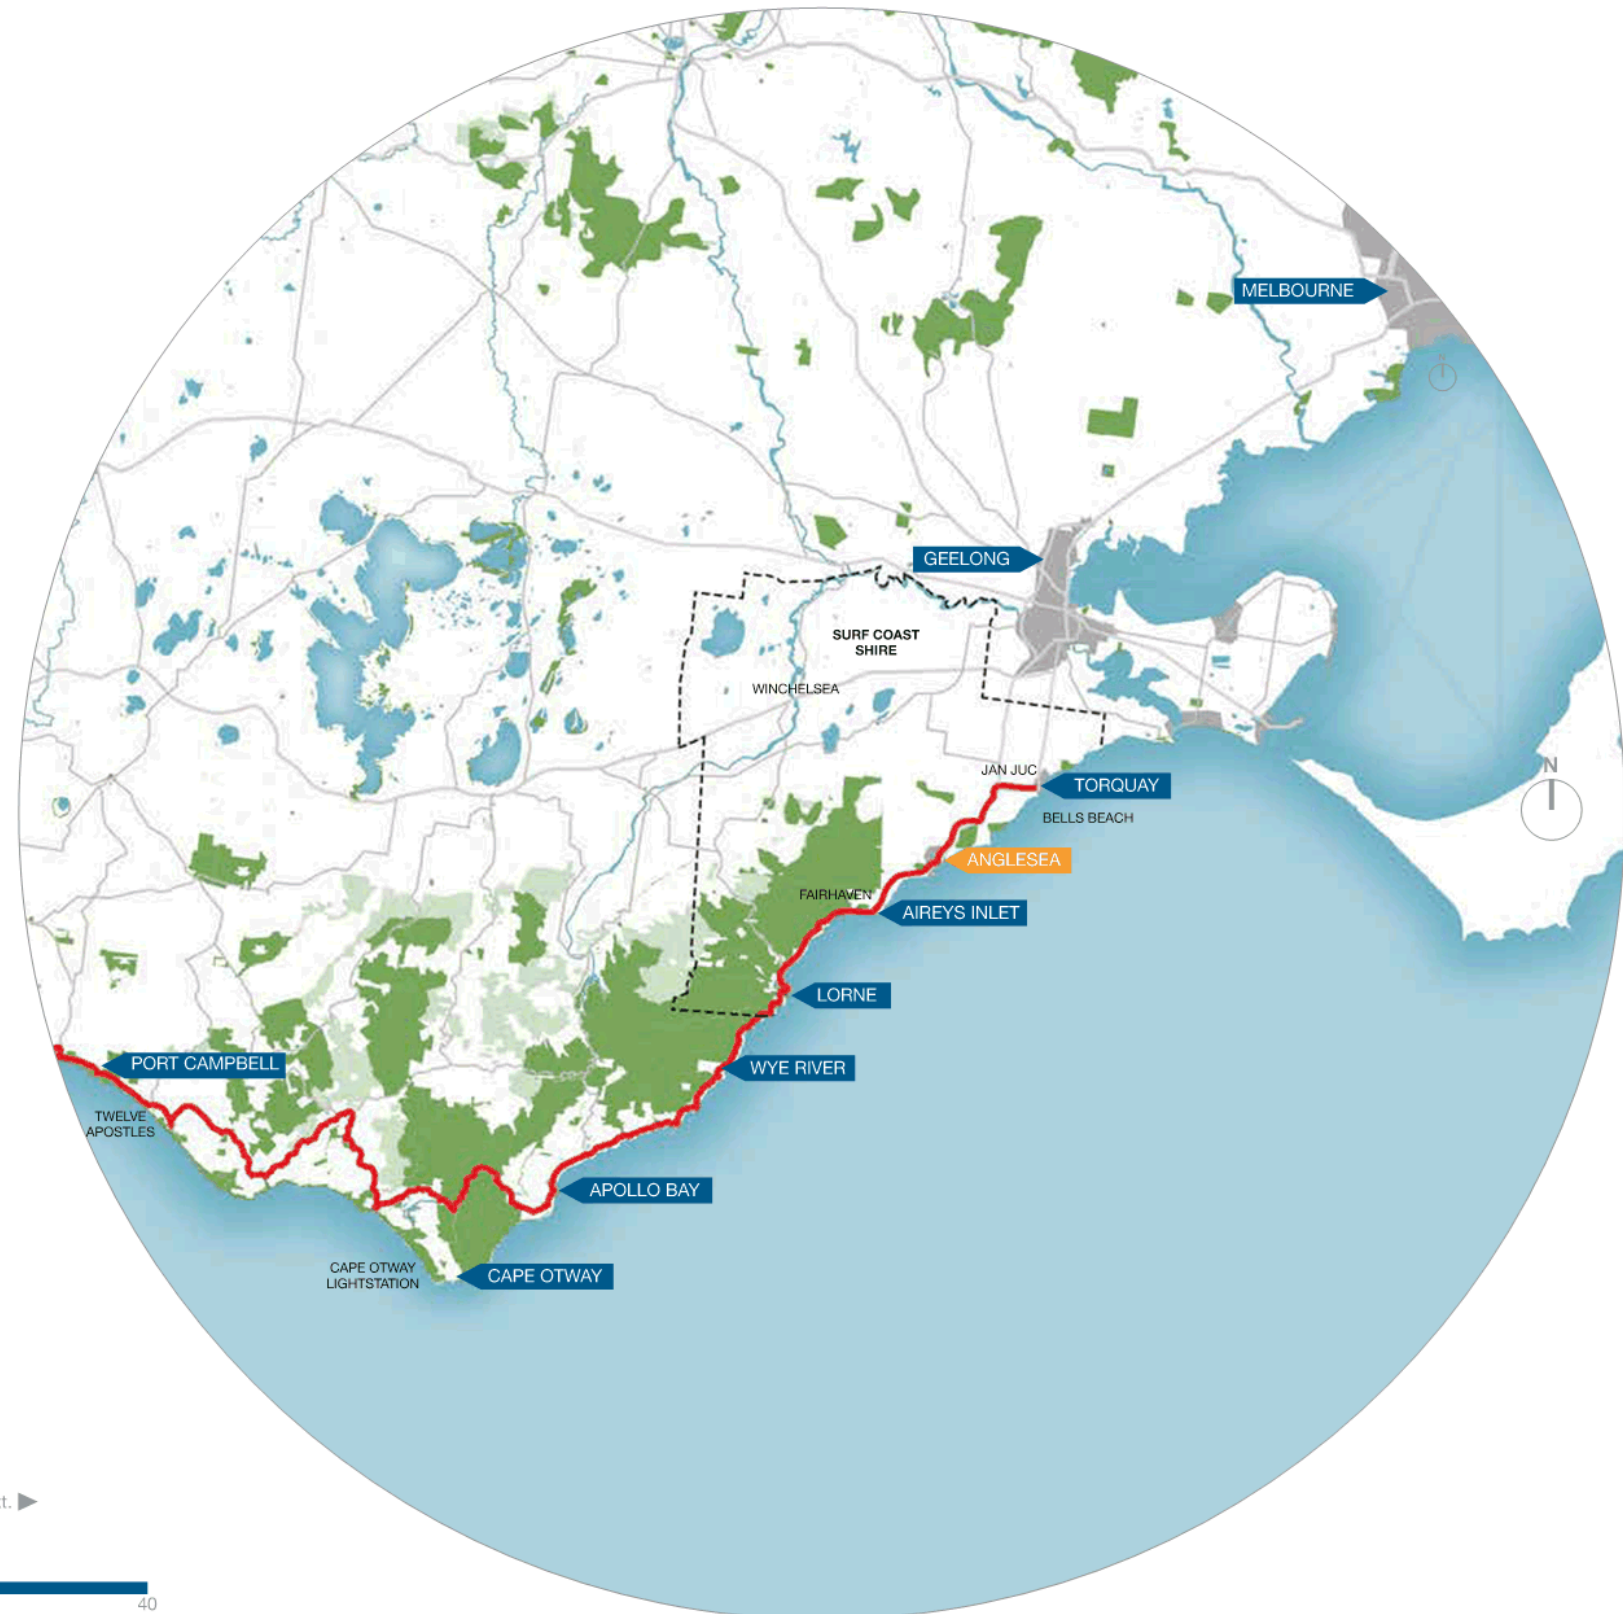 MELBOURNE
GEELONG
SURF COAST
SHIRE
WINCHELSEA
N
JAN JUC
TORQUAY
BELLS BEACH
ANGLESEA
FAIRHAVEN
AIREYS INLET
LORNE
PORT CAMPBELL
WYE RIVER
TWELVE
APOSTLES
APOLLO BAY
CAPE OTWAY
LIGHTSTATION
CAPE OTWAY
40